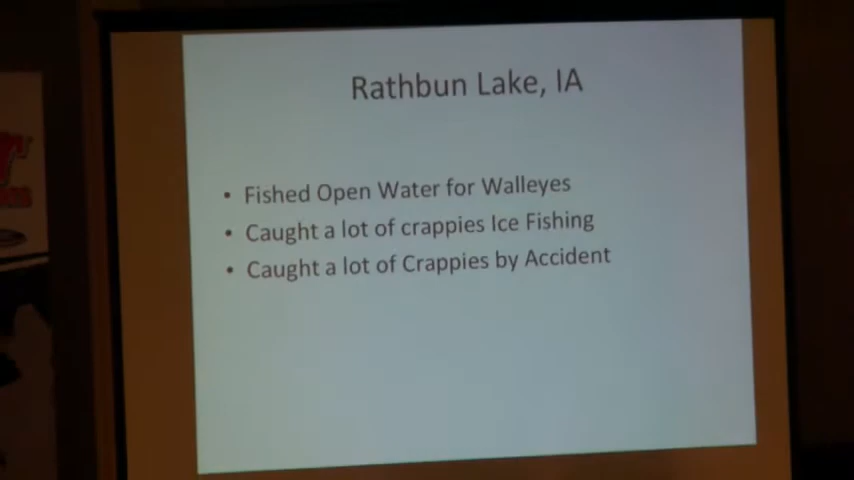 Rathbun Lake, IA
• Fished Open Water for Walleyes
• Caught a lot of crappies Ice Fishing
• Caught a lot of Crappies by Accident